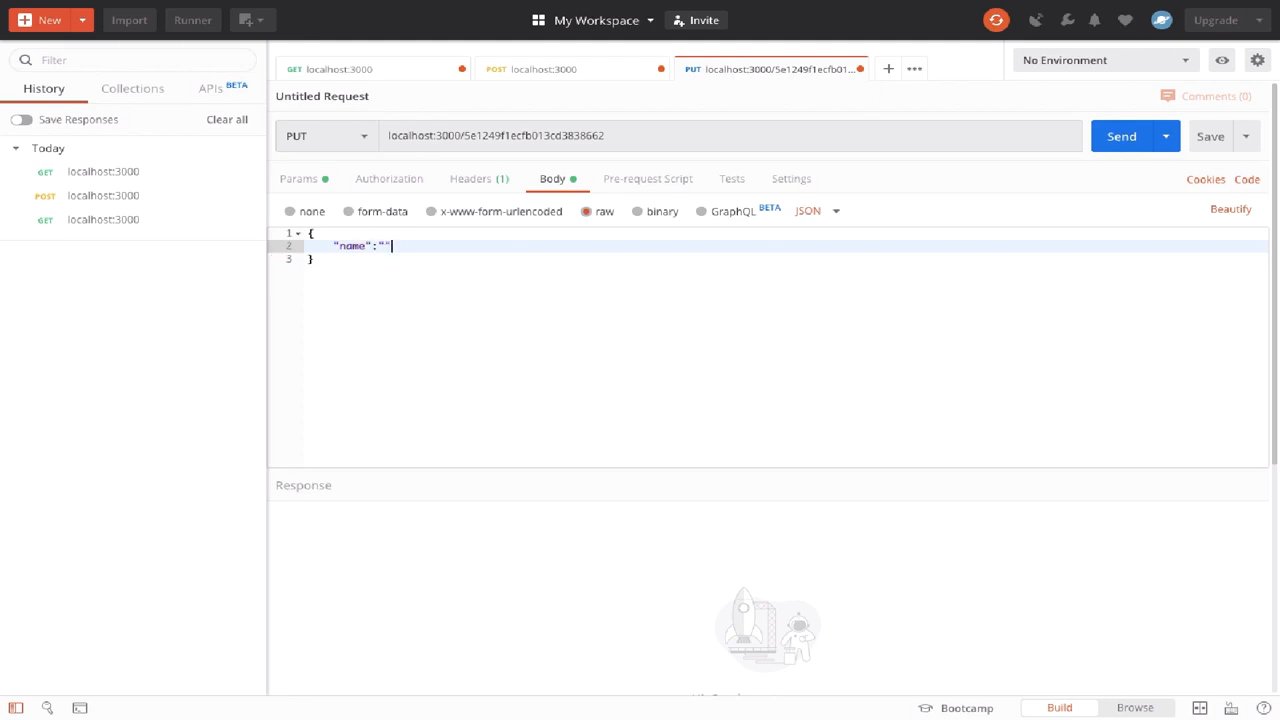 New
Import
Runner
My Workspace
Invite
Upgrade
Filter
History
Collections
APIs BETA
Save Responses
Clear all
Today
GET localhost:3000
POST localhost:3000
GET localhost:3000
GET localhost:3000
POST localhost:3000
PUT localhost:3000/5e1249f1ecfb01...
No Environment
Untitled Request
Comments (0)
PUT
localhost:3000/5e1249f1ecfb013cd3838662
Send
Save
Params
Authorization
Headers (1)
Body
Pre-request Script
Tests
Settings
Cookies
Code
none
form-data
x-www-form-urlencoded
raw
binary
GraphQL BETA
JSON
Beautify
1 {
2 "name":""
3 }
Response
Bootcamp
Build
Browse